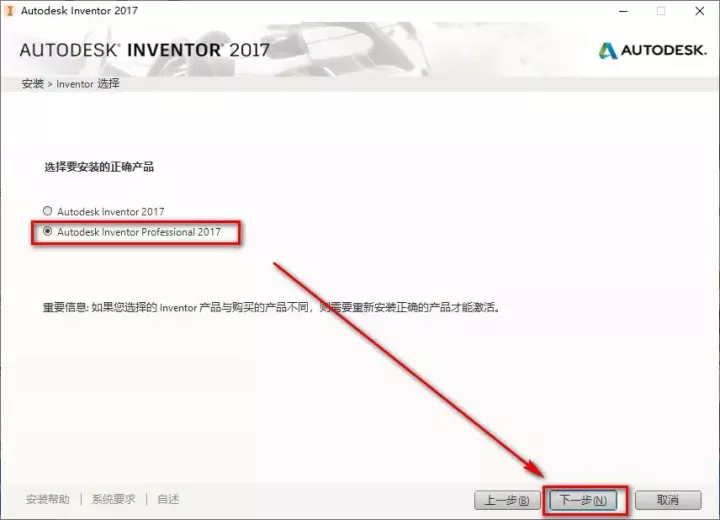 Autodesk Inventor 2017
AUTODESK® INVENTOR® 2017
AUTODESK.
安装 > Inventor 选择
选择要安装的正确产品
Autodesk Inventor 2017
Autodesk Inventor Professional 2017
重要信息: 如果您选择的 Inventor 产品与购买的产品不同，则需要重新安装正确的产品才能激活。
安装帮助 | 系统要求 | 自述 上一步(B) 下一步(N) 取消